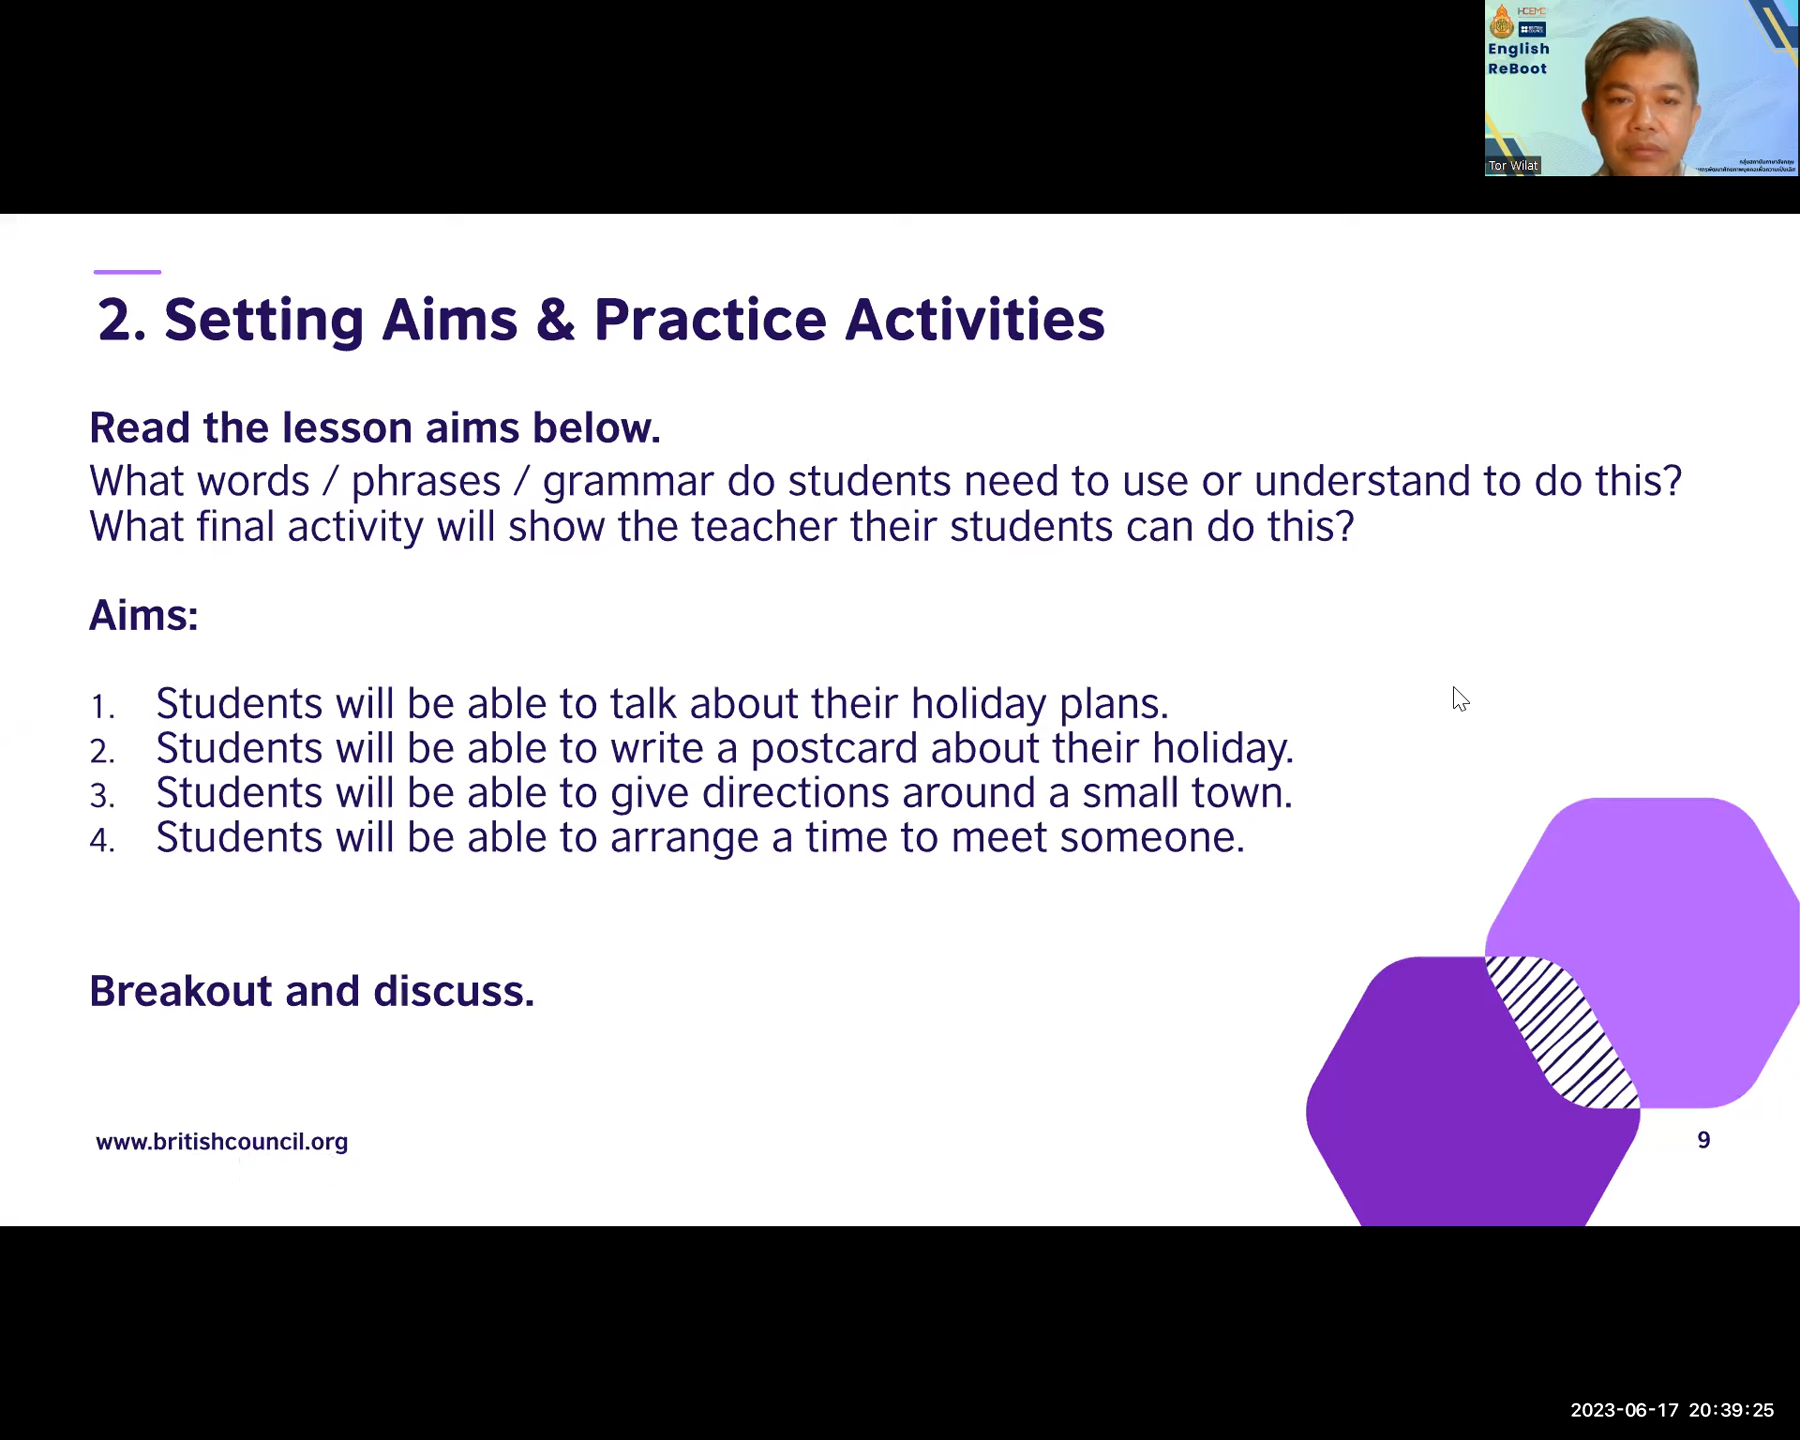 HCEMC
BRITISH COUNCIL
English
ReBoot
Tor Wilat
2. Setting Aims & Practice Activities
Read the lesson aims below.
What words / phrases / grammar do students need to use or understand to do this?
What final activity will show the teacher their students can do this?
Aims:
1. Students will be able to talk about their holiday plans.
2. Students will be able to write a postcard about their holiday.
3. Students will be able to give directions around a small town.
4. Students will be able to arrange a time to meet someone.
Breakout and discuss.
www.britishcouncil.org
9
2023-06-17 20:39:25